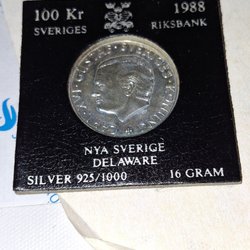 100 Kr 1988
SVERIGES RIKSBANK
NYA SVERIGE
DELAWARE
SILVER 925/1000 16 GRAM